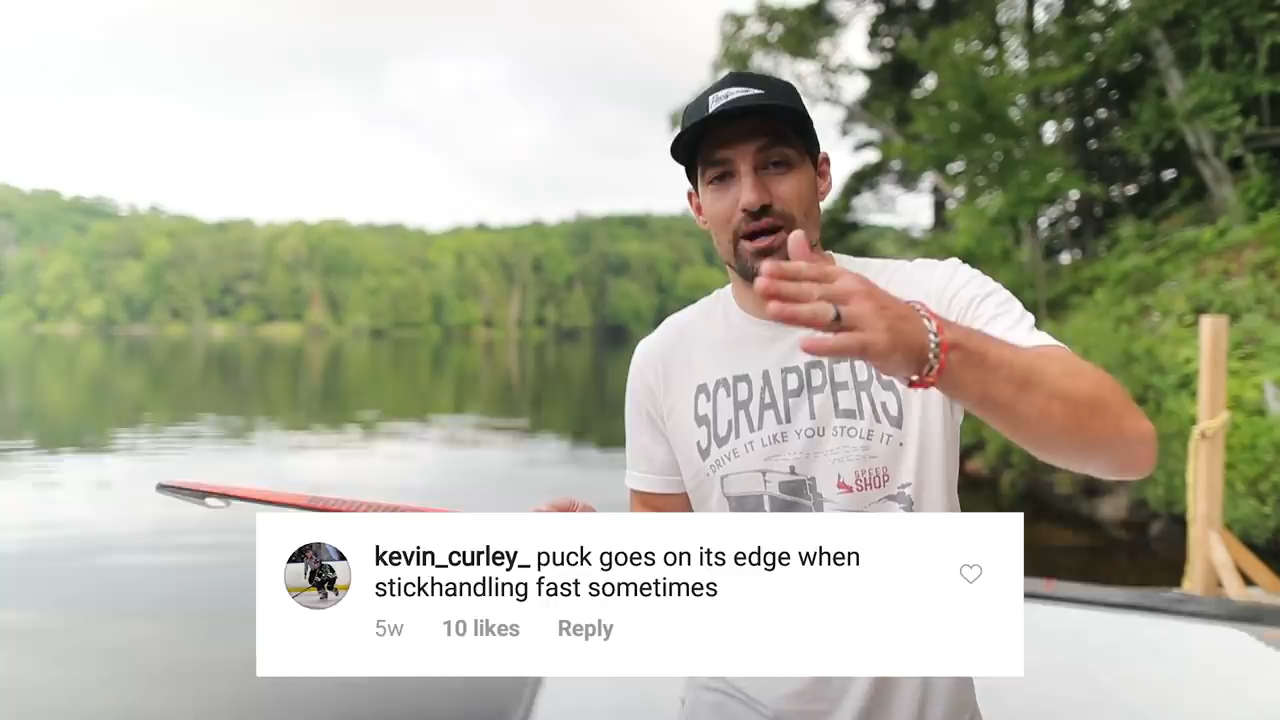 SCRAPPERS
· DRIVE IT LIKE YOU STOLE IT ·
SPEED
SHOP
kevin_curley_ puck goes on its edge when
stickhandling fast sometimes
5w 10 likes Reply